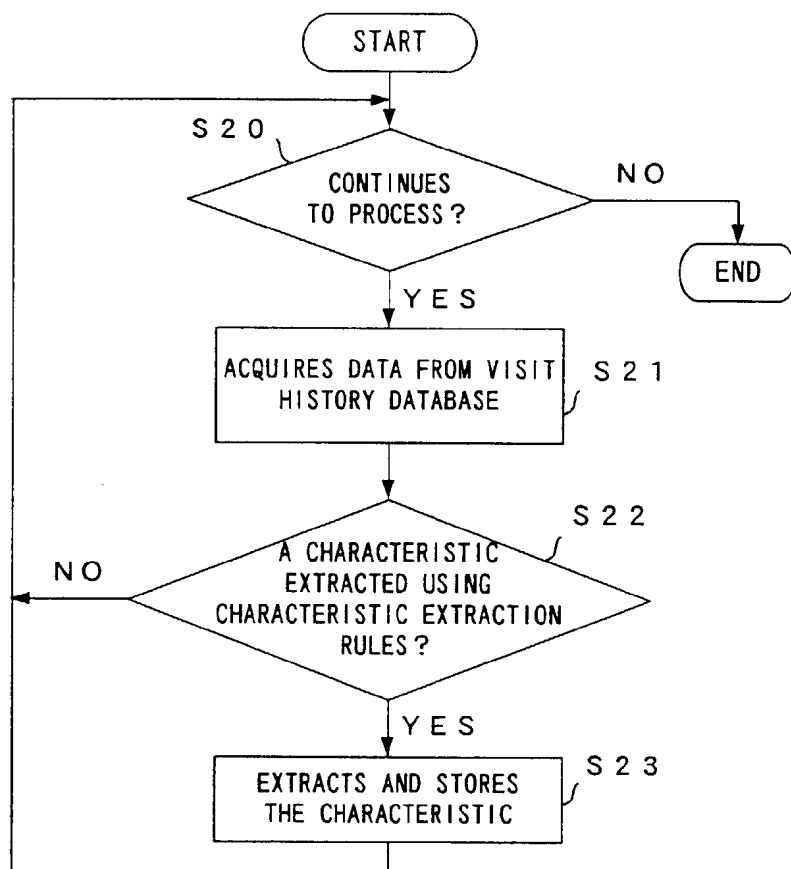 START
S20
CONTINUES
TO PROCESS?
NO
END
YES
ACQUIRES DATA FROM VISIT
HISTORY DATABASE
S21
S22
A CHARACTERISTIC
EXTRACTED USING
CHARACTERISTIC EXTRACTION
RULES?
NO
YES
S23
EXTRACTS AND STORES
THE CHARACTERISTIC